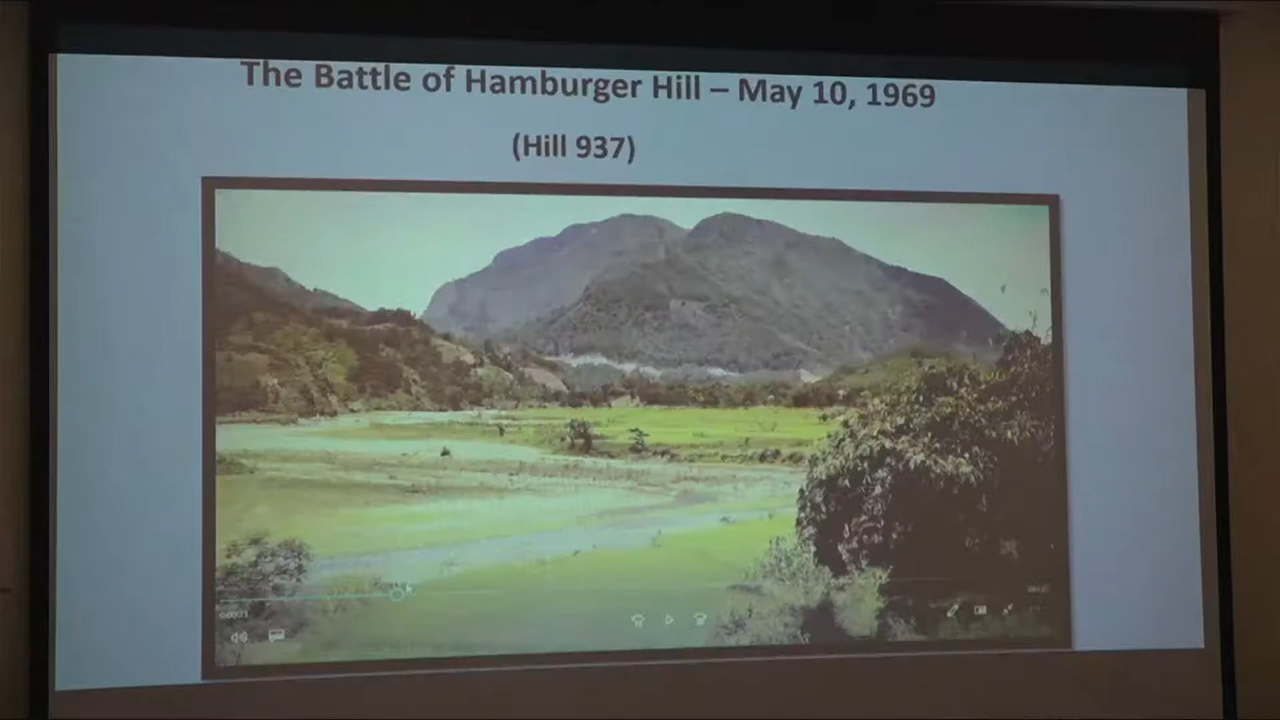 The Battle of Hamburger Hill – May 10, 1969
(Hill 937)